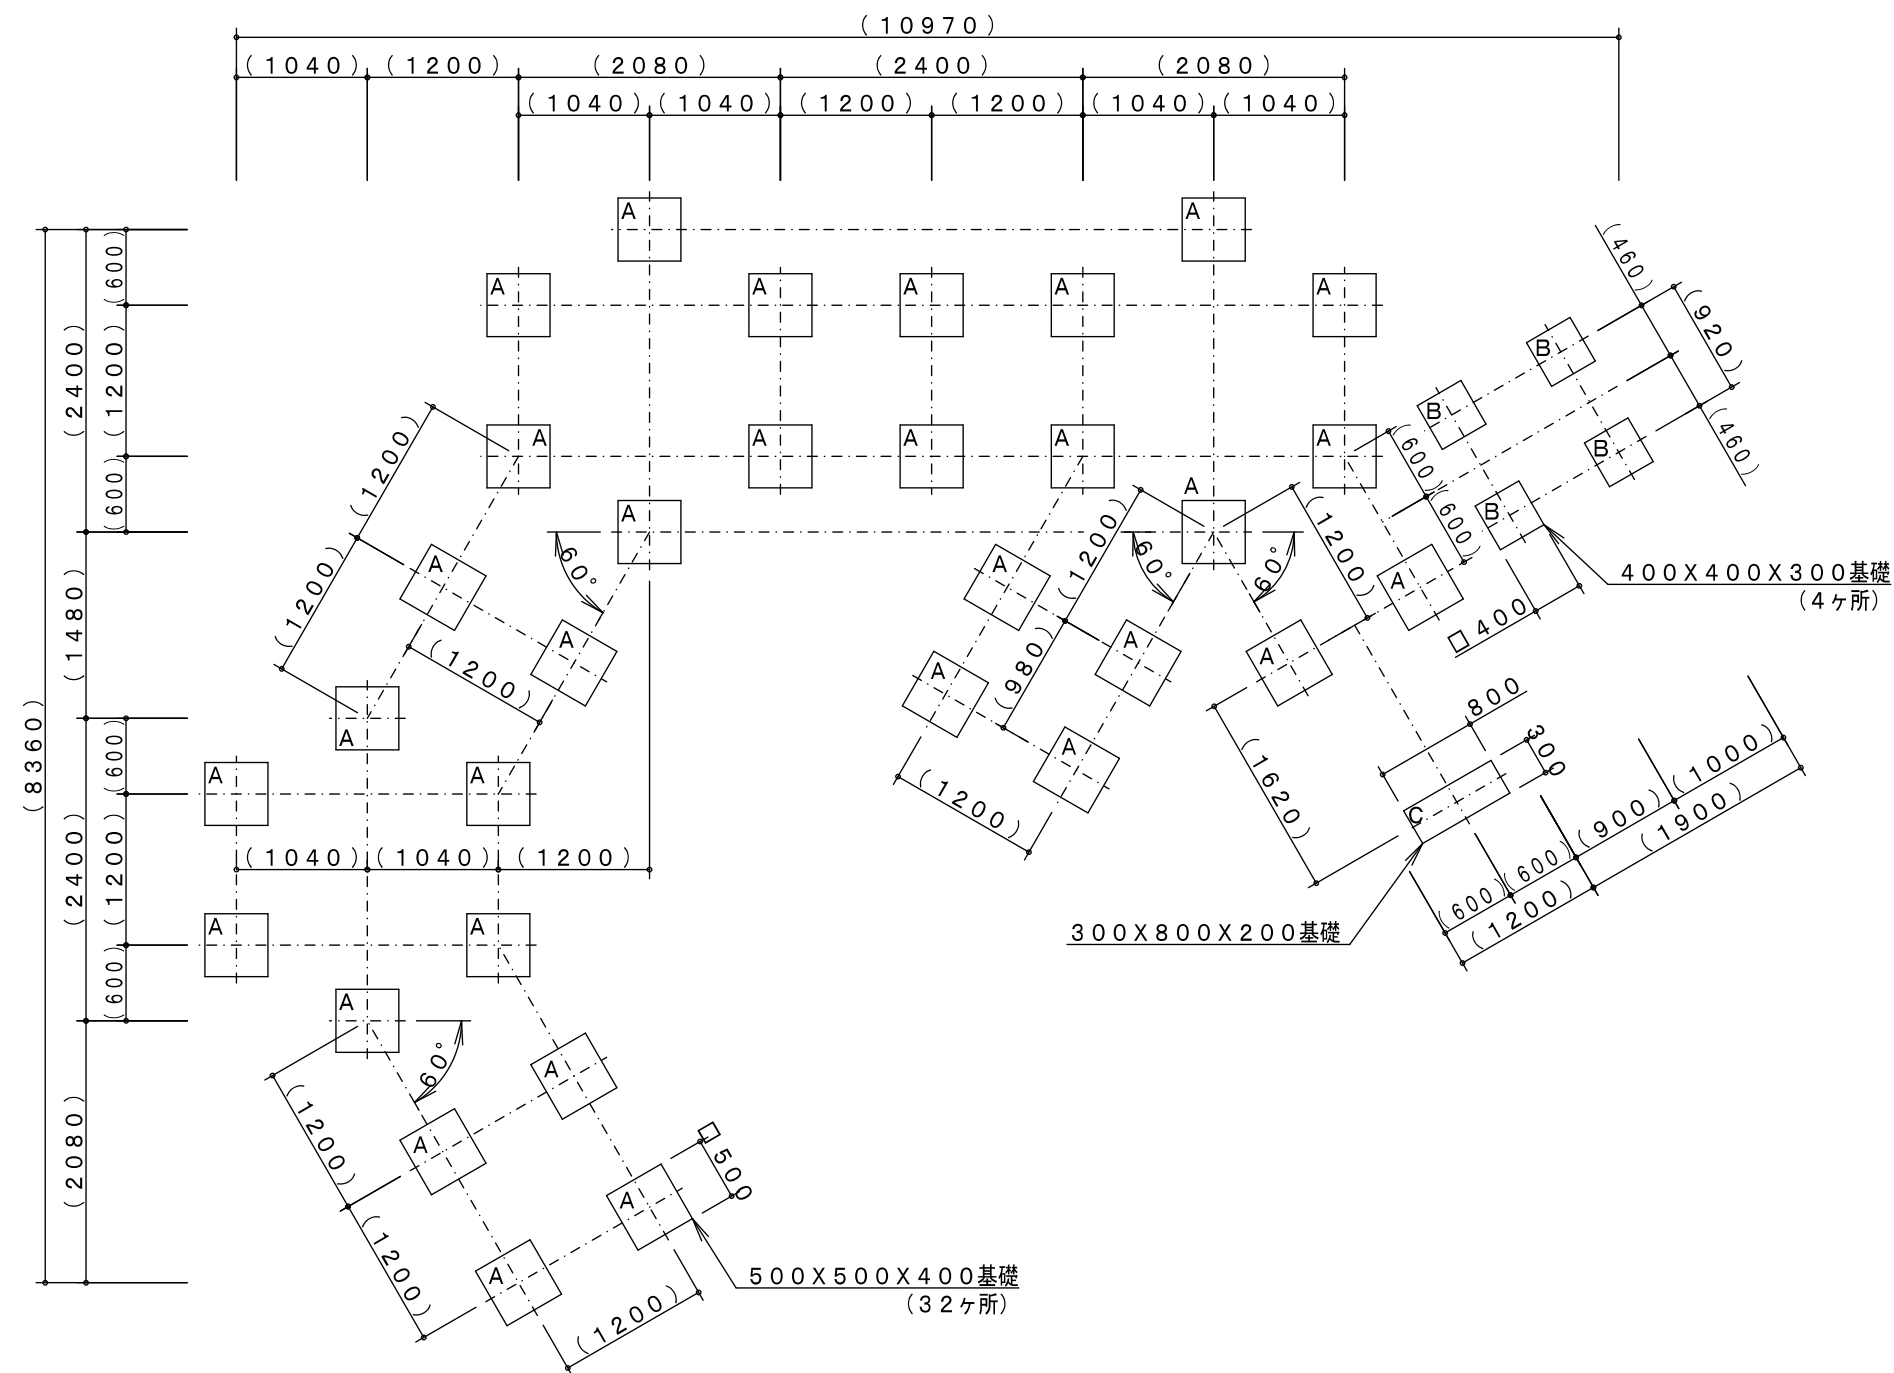 (10970)
(1040) (1200) (2080) (2400) (2080)
(1040) (1040) (1200) (1200) (1040) (1040)
A A
(600) (460)
A A A A A
(920)
(2400) (1200) B
B
(1200) A A A A A (600) B (460)
(600) A A B
(600)
60° (1200) 60° 60° (1200)
400X400X300基礎
(4ヶ所)
(1480) (1200) A A A
□400
A A A
(1200) (980) A
(8360) A 800
(600) 300
A A A (1000)
(1200) (1620) C (900) (1900)
(2400) (1200) (1040) (1040) (1200) (600) (600) (1200)
A A 300X800X200基礎
(600)
A
60° A
(2080) (1200) A □500
A
(1200) A
500X500X400基礎
(32ヶ所)
(1200)